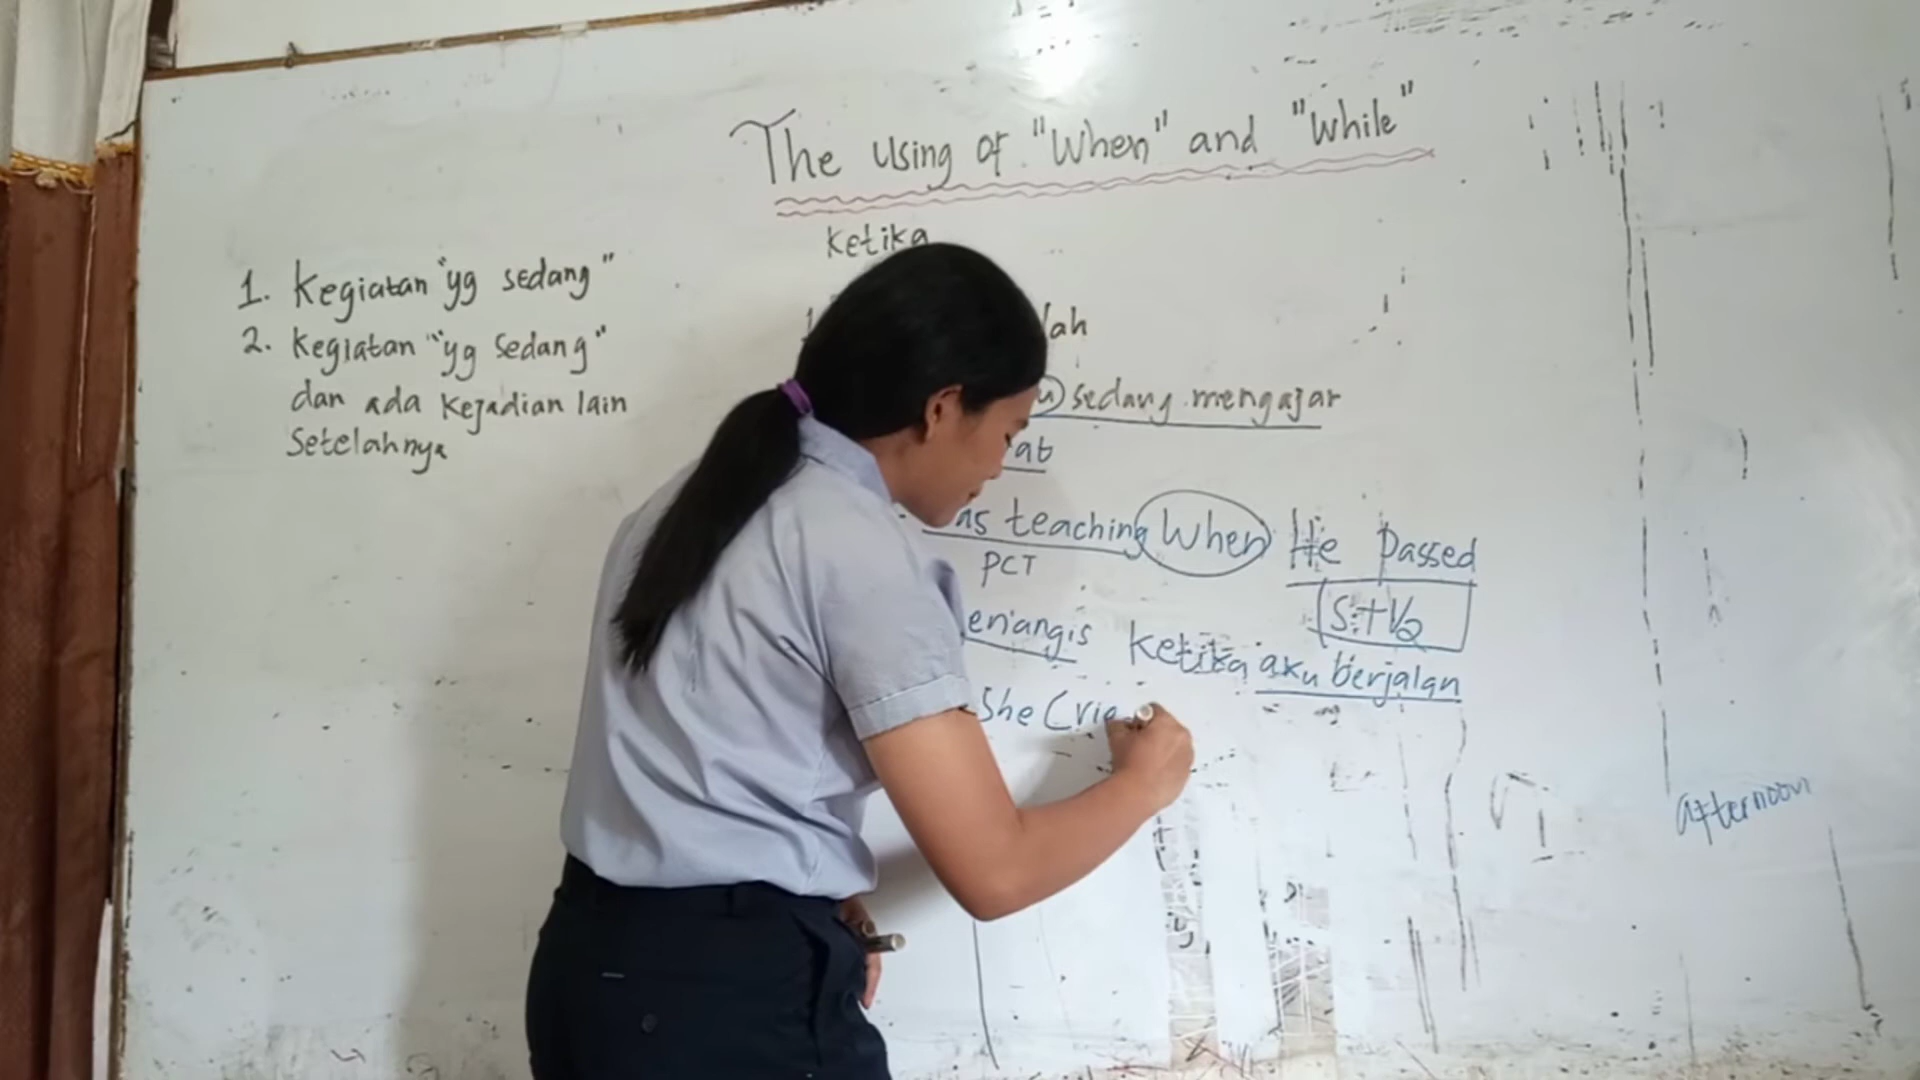 The Using of "When" and "While"
Ketika
1. Kegiatan "yg sedang"
2. Kegiatan "yg sedang"
dan ada Kejadian lain
Setelahnya
sedang mengajar
teaching When He Passed
PCT
S+V2
Ketika aku berjalan
She Crie
afternoon